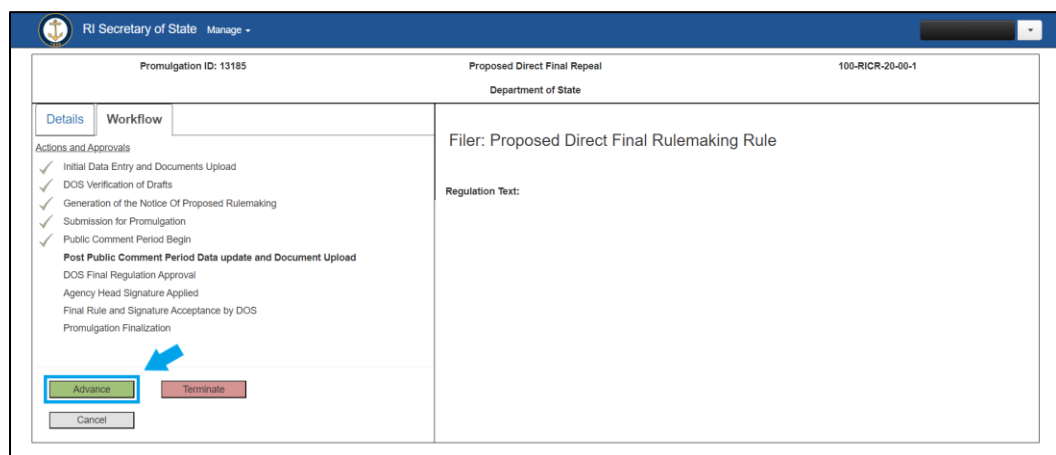 RI Secretary of State Manage
Promulgation ID: 13185 Proposed Direct Final Repeal 100-RICR-20-00-1
Department of State
Details Workflow
Actions and Approvals
Initial Data Entry and Documents Upload
DOS Verification of Drafts
Generation of the Notice Of Proposed Rulemaking
Submission for Promulgation
Public Comment Period Begin
Post Public Comment Period Data update and Document Upload
DOS Final Regulation Approval
Agency Head Signature Applied
Final Rule and Signature Acceptance by DOS
Promulgation Finalization
Advance Terminate
Cancel
Filer: Proposed Direct Final Rulemaking Rule
Regulation Text: